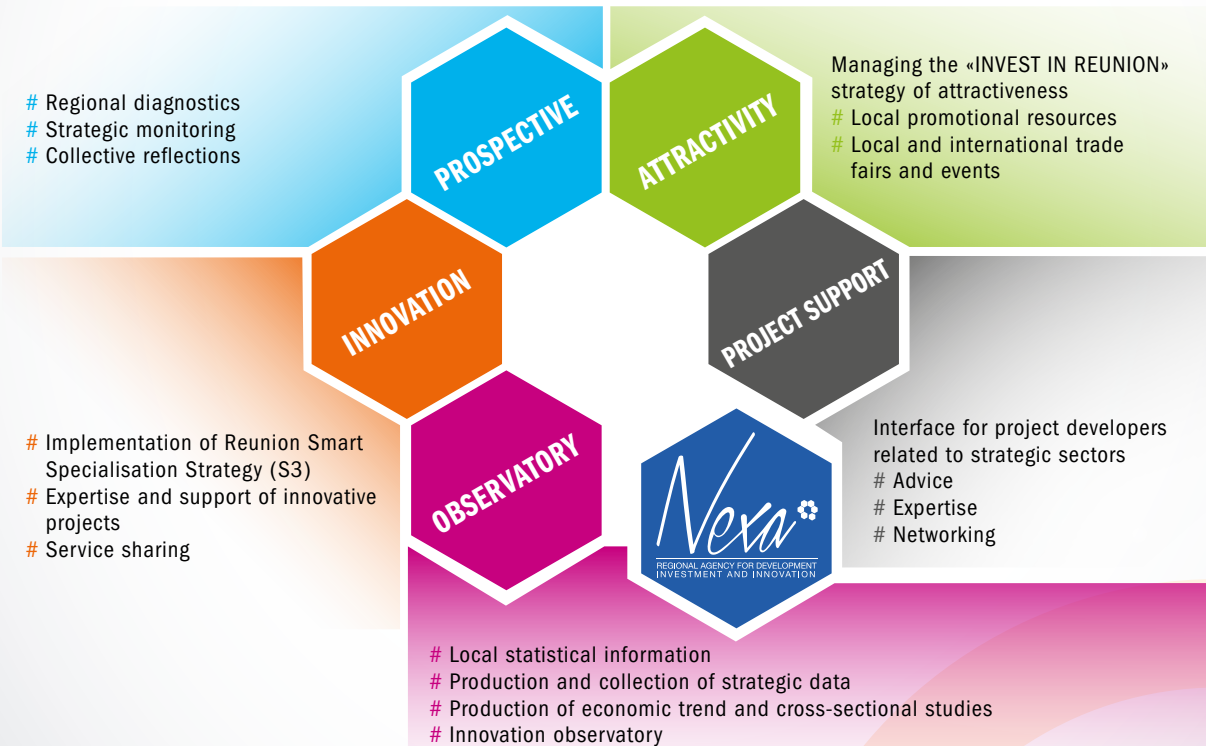 PROSPECTIVE
# Regional diagnostics
# Strategic monitoring
# Collective reflections
ATTRACTIVITY
Managing the «INVEST IN REUNION»
strategy of attractiveness
# Local promotional resources
# Local and international trade
fairs and events
INNOVATION
# Implementation of Reunion Smart
Specialisation Strategy (S3)
# Expertise and support of innovative
projects
# Service sharing
PROJECT SUPPORT
Interface for project developers
related to strategic sectors
# Advice
# Expertise
# Networking
OBSERVATORY
# Local statistical information
# Production and collection of strategic data
# Production of economic trend and cross-sectional studies
# Innovation observatory
Nexa
REGIONAL AGENCY FOR DEVELOPMENT
INVESTMENT AND INNOVATION